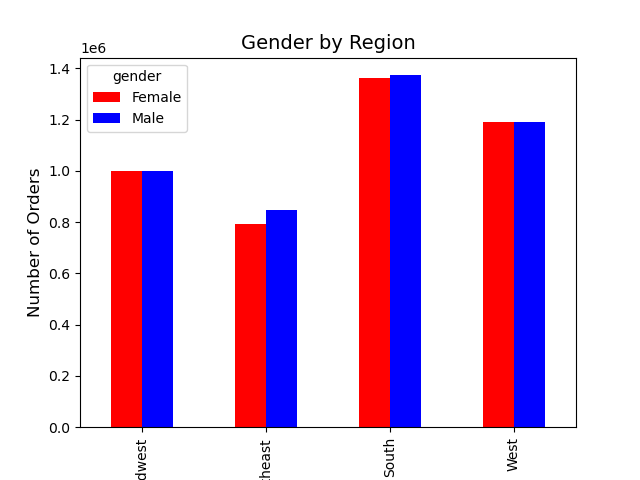 Gender by Region
1e6
1.4
1.2
1.0
0.8
0.6
0.4
0.2
0.0
Number of Orders
gender
Female
Male
dwest
theast
South
West